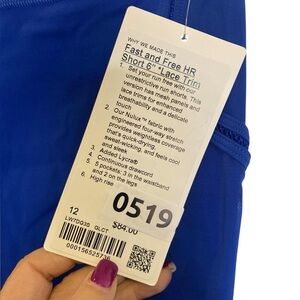 WHY WE MADE THIS
Fast and Free HR
Short 6" *Lace Trim
1. Set your run free with our
unrestrictive run shorts. This
version has mesh panels and
lace trims for enhanced
breathability and a delicate
touch
2. Our Nulux™ fabric with
engineered four-way stretch
provides weightless coverage
that's quick-drying,
sweat-wicking, and feels cool
and sleek
3. Added Lycra®
4. Continuous drawcord
5. 5 pockets: 3 in the waistband
and 2 on the legs
6. High rise
0519
12
$84.00
LW7DD3S QLCT